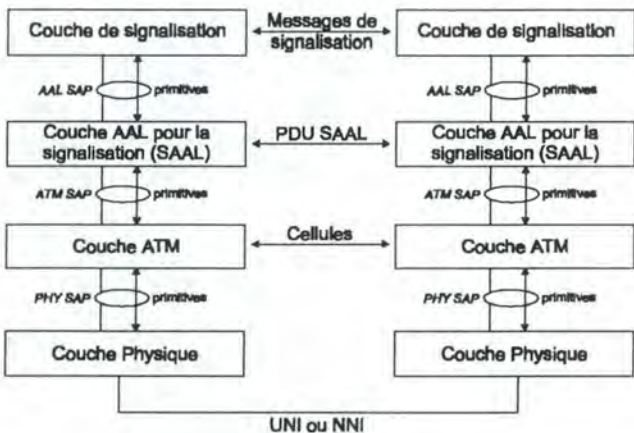 Couche de signalisation
Messages de
signalisation
Couche de signalisation
AAL SAP
primitives
AAL SAP
primitives
Couche AAL pour la
signalisation (SAAL)
PDU SAAL
Couche AAL pour la
signalisation (SAAL)
ATM SAP
primitives
ATM SAP
primitives
Couche ATM
Cellules
Couche ATM
PHY SAP
primitives
PHY SAP
primitives
Couche Physique
Couche Physique
UNI ou NNI